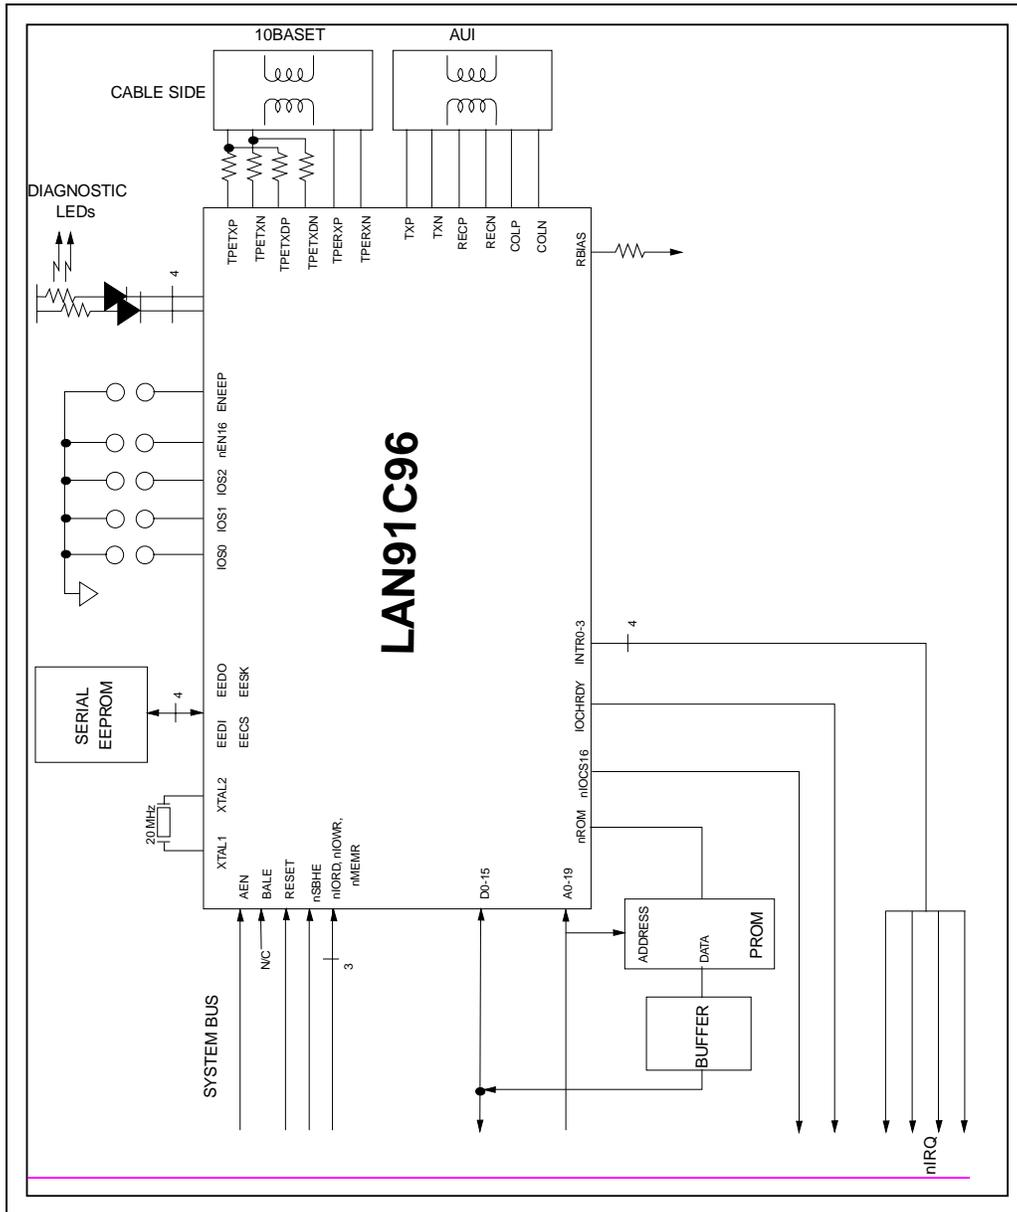 10BASET
AUI
CABLE SIDE
DIAGNOSTIC
LEDs
4
TPETXP
TPETXN
TPETXDP
TPETXDN
TPERXP
TPERXN
TXP
TXN
RECP
RECN
COLP
COLN
RBIAS
ENEEP
nEN16
IOS2
IOS1
IOS0
LAN91C96
SERIAL
EEPROM
4
EEDO
EESK
EEDI
EECS
20 MHz
XTAL2
XTAL1
INTR0-3
4
IOCHRDY
nIOCS16
nROM
AEN
BALE
RESET
nSBHE
nIORD, nIOWR,
nMEMR
D0-15
A0-19
N/C
3
SYSTEM BUS
ADDRESS
DATA
PROM
BUFFER
nIRQ